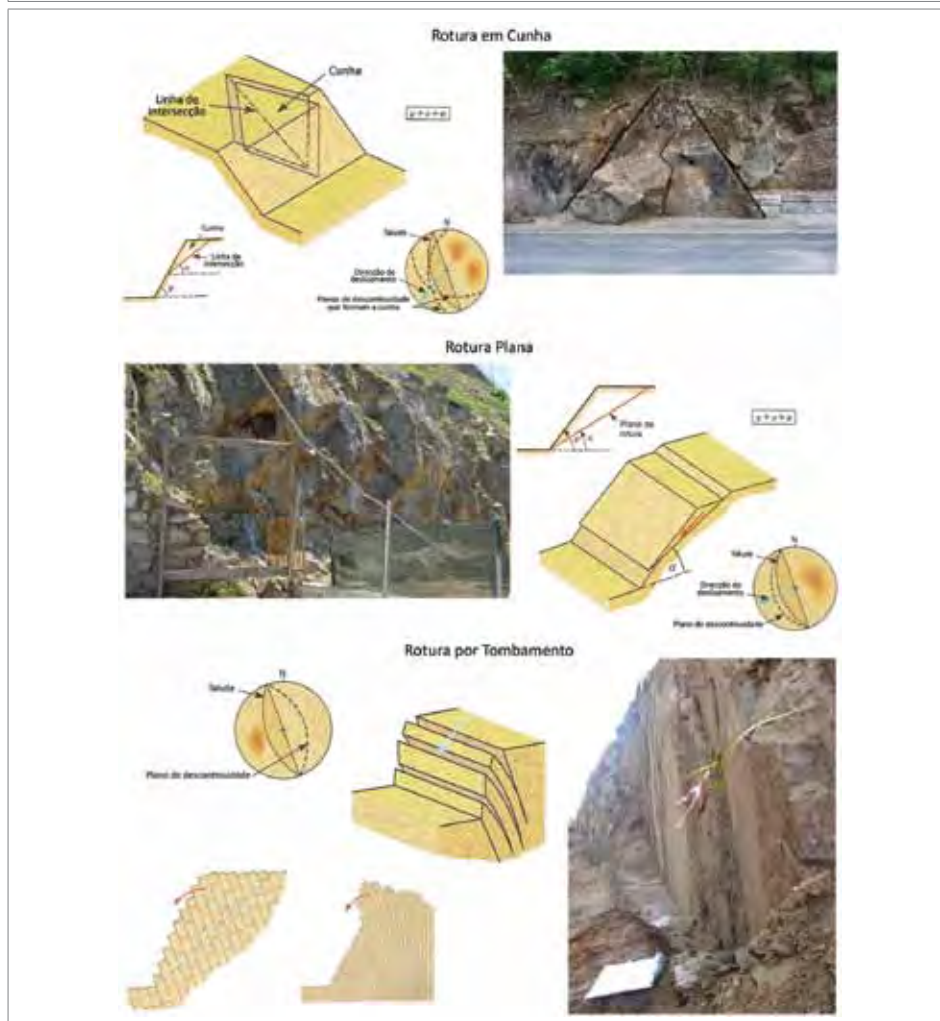 Rotura em Cunha
Cunha
Linha de
intersecção
Cunha
Linha de
intersecção
N
Talude
Direcção do
deslizamento
Planos de descontinuidade
que formam a cunha
Rotura Plana
Plano de
rotura
N
Talude
Direcção do
deslizamento
Plano de descontinuidade
α
Rotura por Tombamento
N
Talude
Plano de descontinuidade